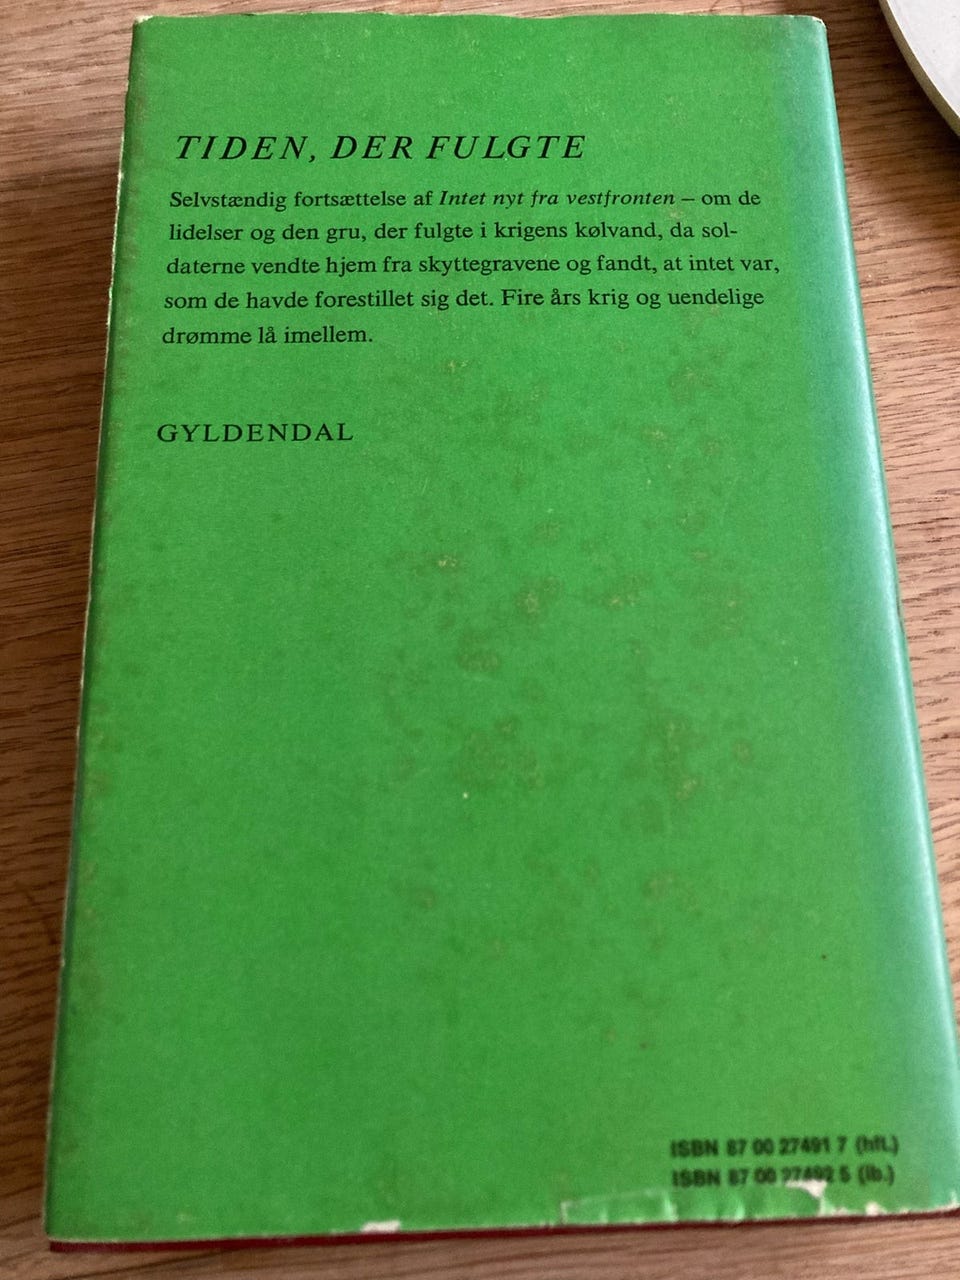 TIDEN, DER FULGTE
Selvstændig fortsættelse af Intet nyt fra vestfronten – om de
lidelser og den gru, der fulgte i krigens kølvand, da sol-
daterne vendte hjem fra skyttegravene og fandt, at intet var,
som de havde forestillet sig det. Fire års krig og uendelige
drømme lå imellem.
GYLDENDAL
ISBN 87 00 27491 7 (hft.)
ISBN 87 00 27492 5 (ib.)